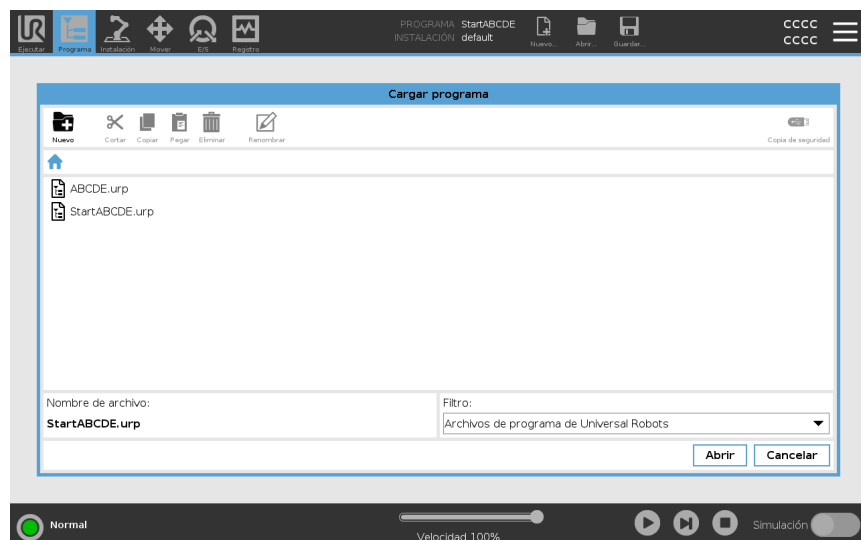 UR
PROGRAMA StartABCDE
INSTALACIÓN default
CCCC
CCCC
Ejecutar Programa Instalación Mover E/S Registro Nuevo... Abrir... Guardar...
Cargar programa
Nuevo Cortar Copiar Pegar Eliminar Renombrar Copia de seguridad
ABCDE.urp
StartABCDE.urp
Nombre de archivo: Filtro:
StartABCDE.urp Archivos de programa de Universal Robots
Abrir Cancelar
Normal Velocidad 100% Simulación